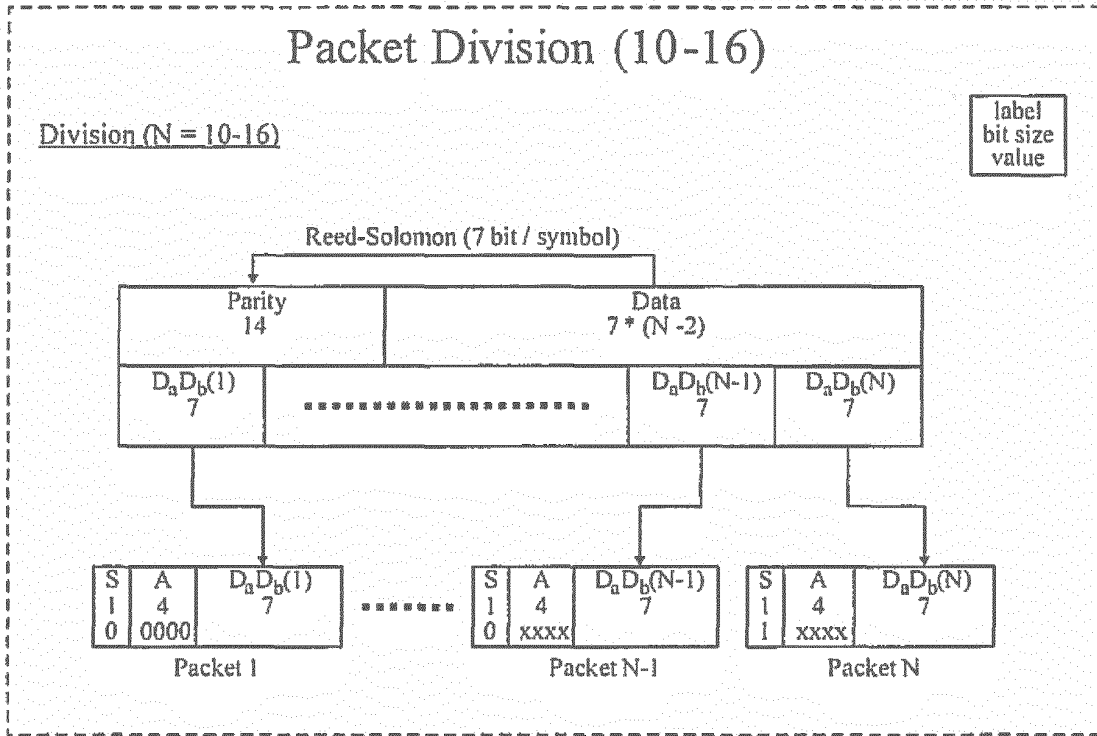 Packet Division (10-16)
label
bit size
value
Division (N = 10-16)
Reed-Solomon (7 bit / symbol)
Parity
14
Data
7 * (N -2)
DaDb(1)
7
DaDb(N-1)
7
DaDb(N)
7
S
1
0
A
4
0000
DaDb(1)
7
S
1
0
A
4
xxxx
DaDb(N-1)
7
S
1
1
A
4
xxxx
DaDb(N)
7
Packet 1
Packet N-1
Packet N